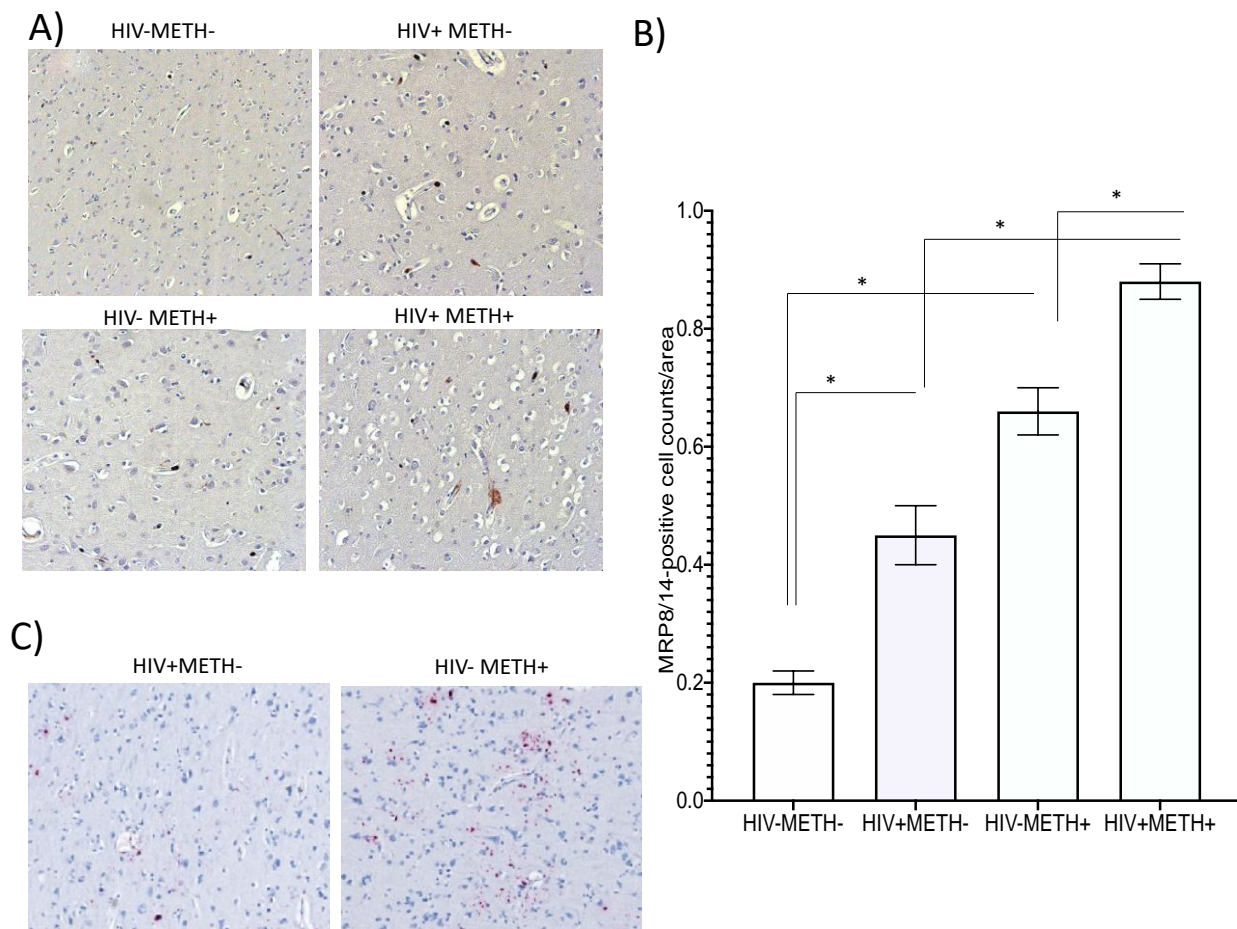 A)
HIV-METH-
HIV+ METH-
HIV- METH+
HIV+ METH+
B)
MRP8/14-positive cell counts/area
1.0
0.8
0.6
0.4
0.2
0.0
*
*
*
*
HIV-METH-
HIV+METH-
HIV-METH+
HIV+METH+
C)
HIV+METH-
HIV- METH+